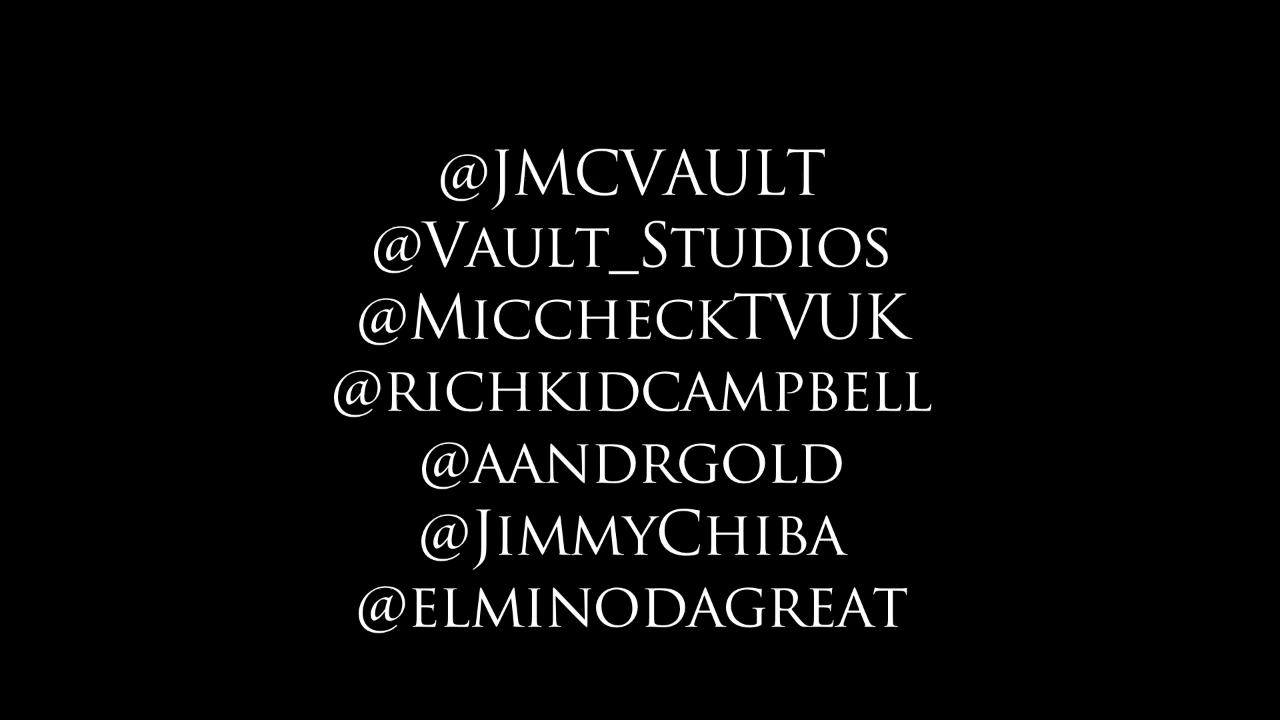 @JMCVAULT
@Vault_Studios
@MiccheckTVUK
@richkidcampbell
@aandrgold
@JimmyChiba
@elminodagreat